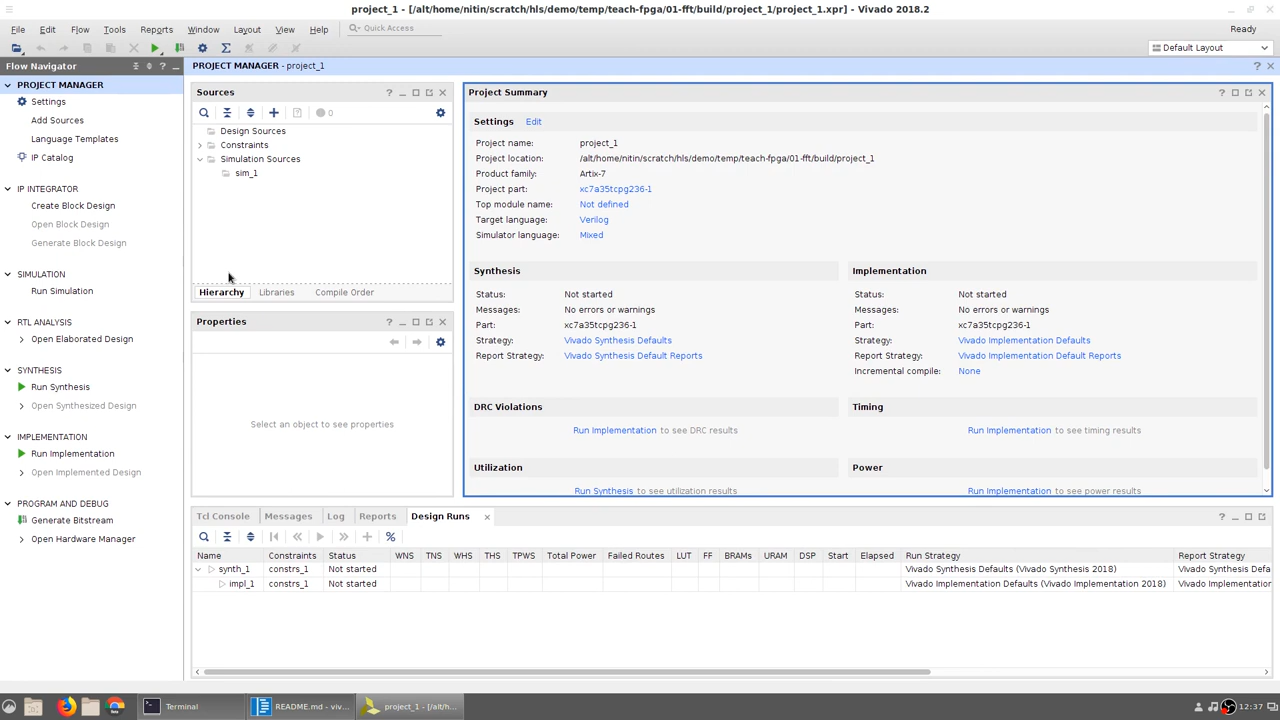 project_1 - [/alt/home/nitin/scratch/hls/demo/temp/teach-fpga/01-fft/build/project_1/project_1.xpr] - Vivado 2018.2
File Edit Flow Tools Reports Window Layout View Help Quick Access Ready
Default Layout
Flow Navigator
PROJECT MANAGER
Settings
Add Sources
Language Templates
IP Catalog
IP INTEGRATOR
Create Block Design
Open Block Design
Generate Block Design
SIMULATION
Run Simulation
RTL ANALYSIS
Open Elaborated Design
SYNTHESIS
Run Synthesis
Open Synthesized Design
IMPLEMENTATION
Run Implementation
Open Implemented Design
PROGRAM AND DEBUG
Generate Bitstream
Open Hardware Manager
PROJECT MANAGER - project_1
Sources
0
Design Sources
Constraints
Simulation Sources
sim_1
Hierarchy Libraries Compile Order
Properties
Select an object to see properties
Project Summary
Settings Edit
Project name: project_1
Project location: /alt/home/nitin/scratch/hls/demo/temp/teach-fpga/01-fft/build/project_1
Product family: Artix-7
Project part: xc7a35tcpg236-1
Top module name: Not defined
Target language: Verilog
Simulator language: Mixed
Synthesis
Status: Not started
Messages: No errors or warnings
Part: xc7a35tcpg236-1
Strategy: Vivado Synthesis Defaults
Report Strategy: Vivado Synthesis Default Reports
Implementation
Status: Not started
Messages: No errors or warnings
Part: xc7a35tcpg236-1
Strategy: Vivado Implementation Defaults
Report Strategy: Vivado Implementation Default Reports
Incremental compile: None
DRC Violations
Run Implementation to see DRC results
Timing
Run Implementation to see timing results
Utilization
Run Synthesis to see utilization results
Power
Run Implementation to see power results
Tcl Console Messages Log Reports Design Runs
Name Constraints Status WNS TNS WHS THS TPWS Total Power Failed Routes LUT FF BRAMs URAM DSP Start Elapsed Run Strategy Report Strategy
synth_1 constrs_1 Not started Vivado Synthesis Defaults (Vivado Synthesis 2018) Vivado Synthesis Defa
impl_1 constrs_1 Not started Vivado Implementation Defaults (Vivado Implementation 2018) Vivado Implementation
Terminal README.md - viv... project_1 - [/alt/h... 12:37